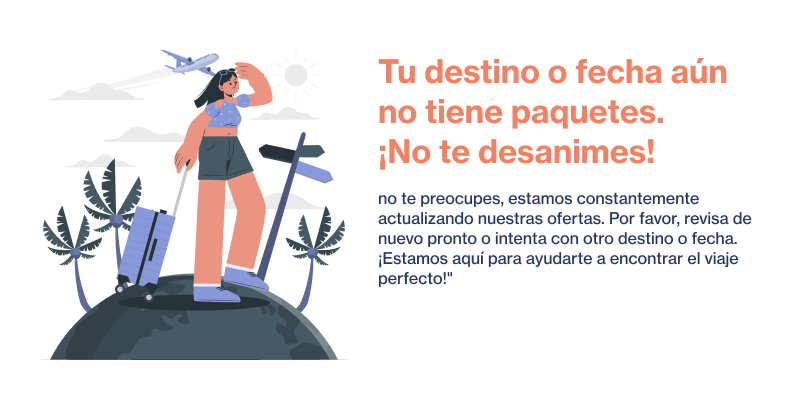 Tu destino o fecha aún
no tiene paquetes.
¡No te desanimes!
no te preocupes, estamos constantemente
actualizando nuestras ofertas. Por favor, revisa de
nuevo pronto o intenta con otro destino o fecha.
¡Estamos aquí para ayudarte a encontrar el viaje
perfecto!"